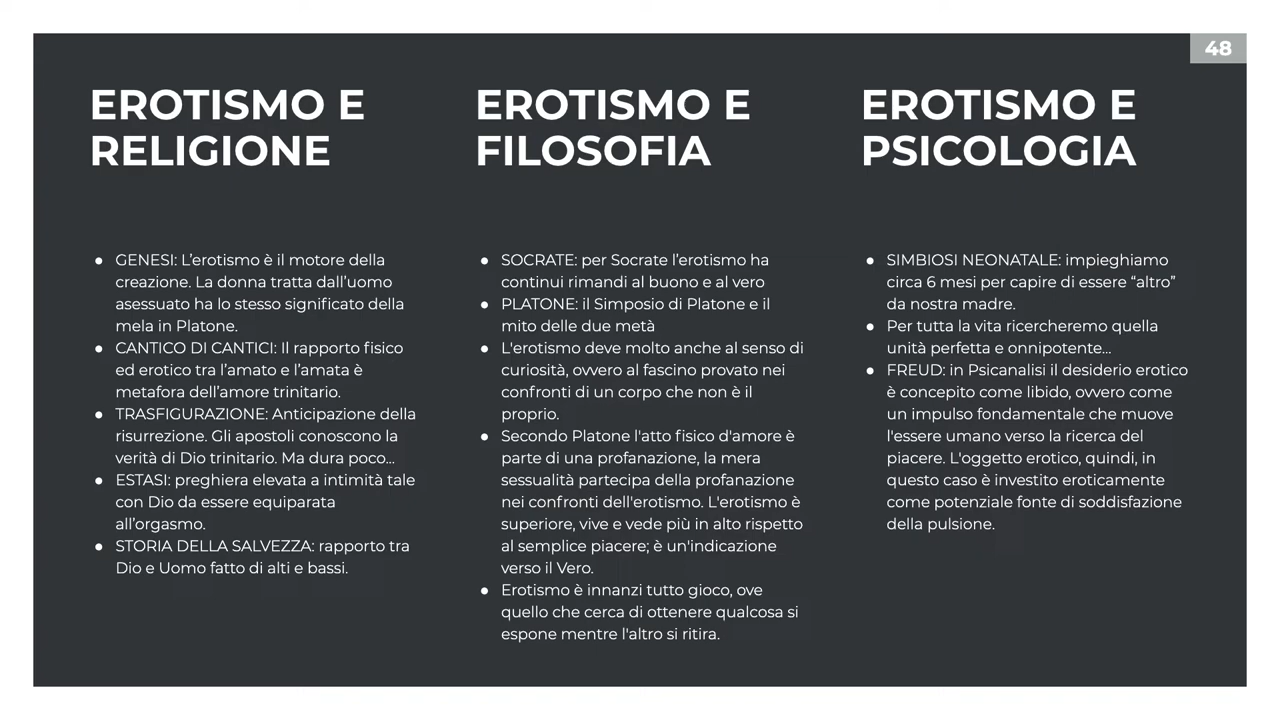 48
EROTISMO E
RELIGIONE
● GENESI: L’erotismo è il motore della
creazione. La donna tratta dall’uomo
asessuato ha lo stesso significato della
mela in Platone.
● CANTICO DI CANTICI: Il rapporto fisico
ed erotico tra l’amato e l’amata è
metafora dell’amore trinitario.
● TRASFIGURAZIONE: Anticipazione della
risurrezione. Gli apostoli conoscono la
verità di Dio trinitario. Ma dura poco...
● ESTASI: preghiera elevata a intimità tale
con Dio da essere equiparata
all’orgasmo.
● STORIA DELLA SALVEZZA: rapporto tra
Dio e Uomo fatto di alti e bassi.
EROTISMO E
FILOSOFIA
● SOCRATE: per Socrate l’erotismo ha
continui rimandi al buono e al vero
● PLATONE: il Simposio di Platone e il
mito delle due metà
● L'erotismo deve molto anche al senso di
curiosità, ovvero al fascino provato nei
confronti di un corpo che non è il
proprio.
● Secondo Platone l'atto fisico d'amore è
parte di una profanazione, la mera
sessualità partecipa della profanazione
nei confronti dell'erotismo. L'erotismo è
superiore, vive e vede più in alto rispetto
al semplice piacere; è un'indicazione
verso il Vero.
● Erotismo è innanzi tutto gioco, ove
quello che cerca di ottenere qualcosa si
espone mentre l'altro si ritira.
EROTISMO E
PSICOLOGIA
● SIMBIOSI NEONATALE: impieghiamo
circa 6 mesi per capire di essere “altro”
da nostra madre.
● Per tutta la vita ricercheremo quella
unità perfetta e onnipotente...
● FREUD: in Psicanalisi il desiderio erotico
è concepito come libido, ovvero come
un impulso fondamentale che muove
l'essere umano verso la ricerca del
piacere. L'oggetto erotico, quindi, in
questo caso è investito eroticamente
come potenziale fonte di soddisfazione
della pulsione.